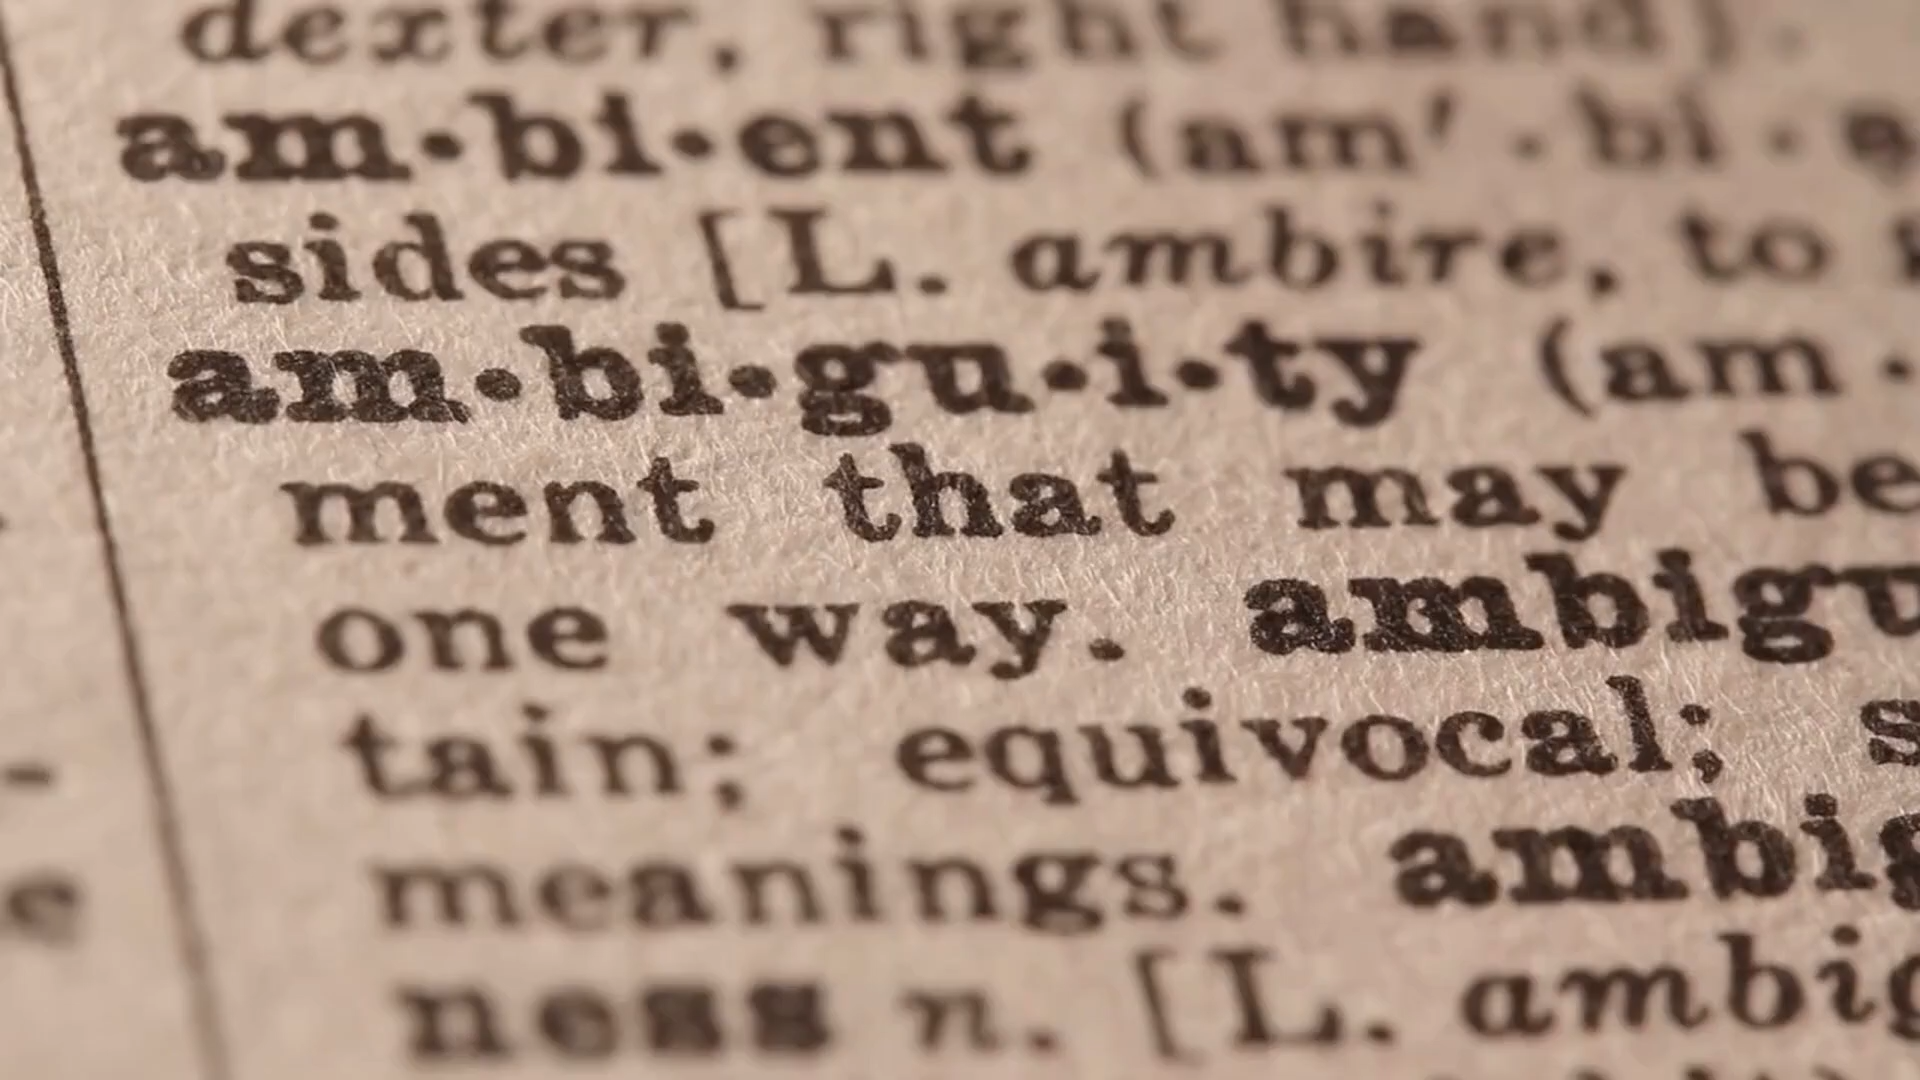 dexter, right hand].
am·bi·ent (am′·bi·
sides [L. ambire, to
am·bi·gu·i·ty (am·
ment that may be
one way. ambigu
tain; equivocal; s
meanings. ambig
ness n. [L. ambig